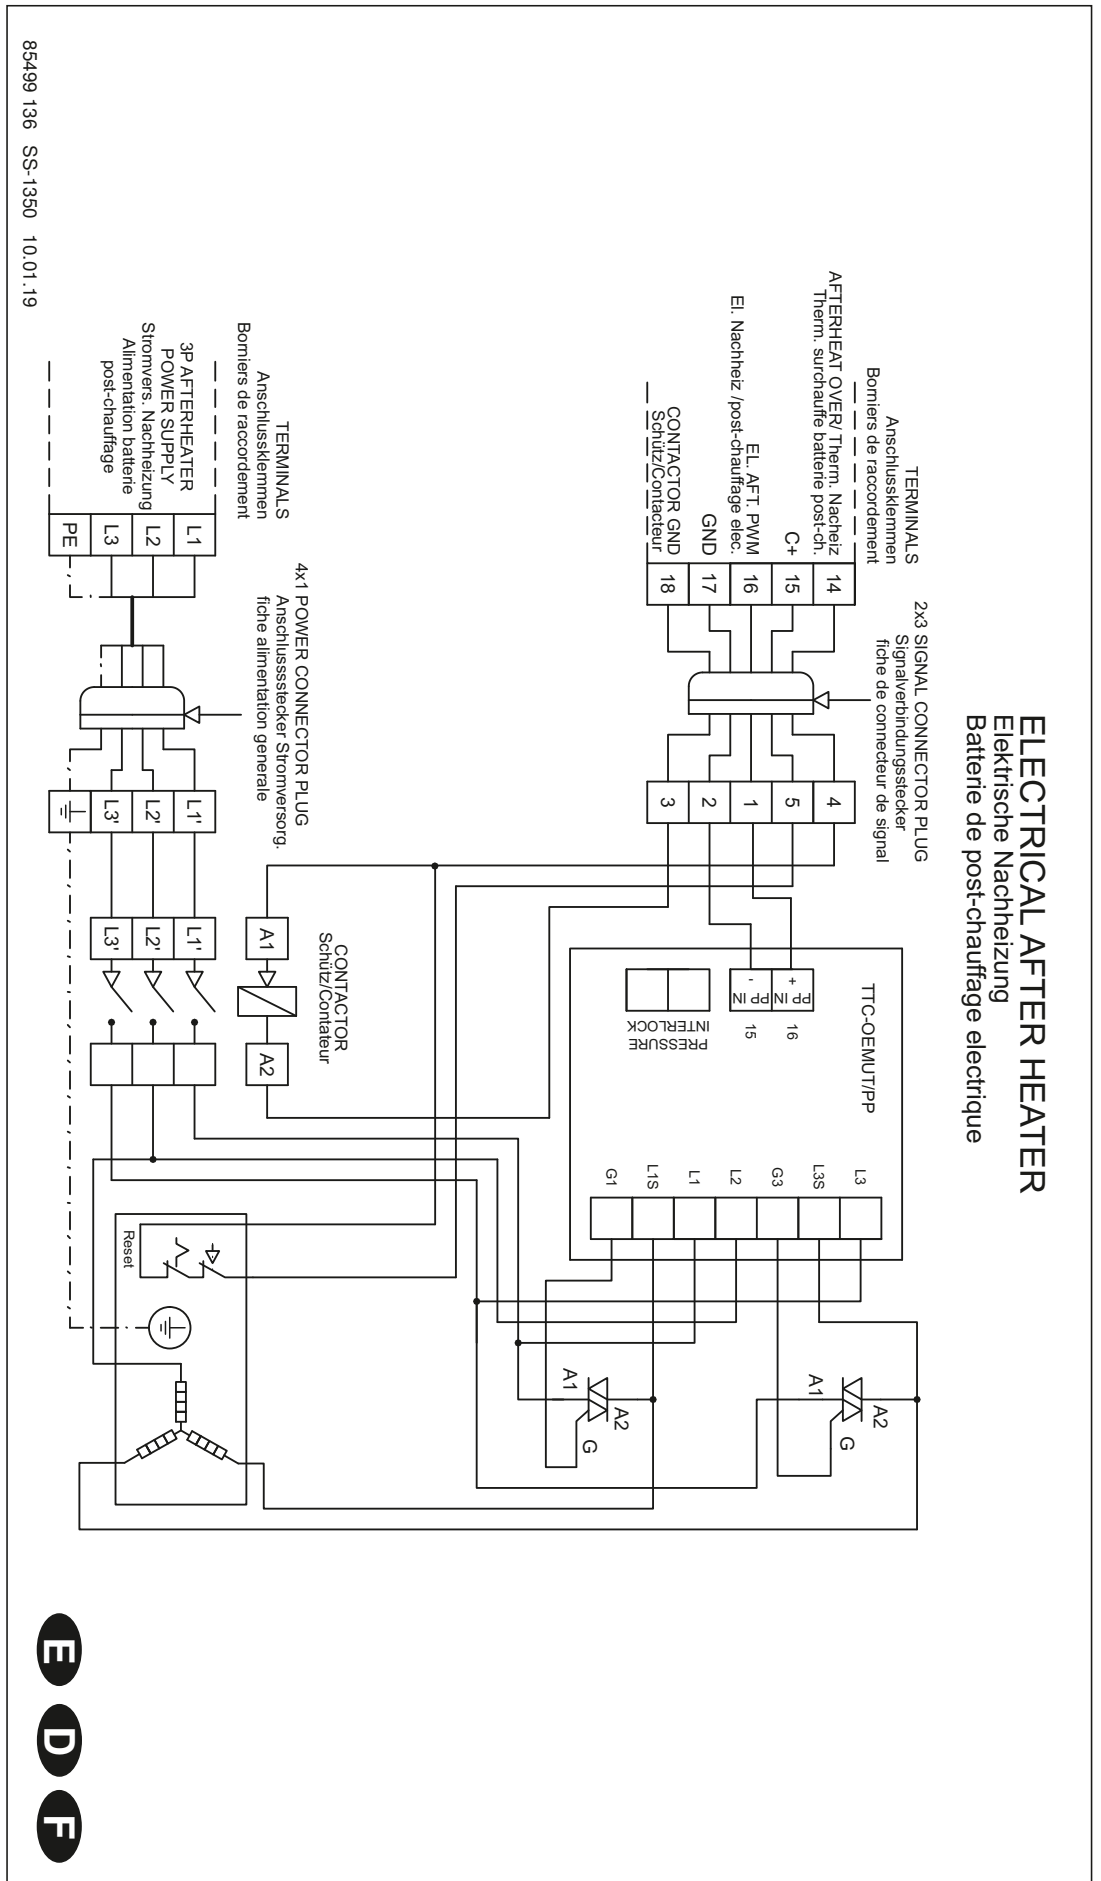 ELECTRICAL AFTER HEATER
Elektrische Nachheizung
Batterie de post-chauffage electrique
TERMINALS
Anschlussklemmen
Borniers de raccordement
2x3 SIGNAL CONNECTOR PLUG
Signalverbindungsstecker
fiche de connecteur de signal
AFTERHEAT OVER/ Therm. Nacheiz
Therm. surchauffe batterie post-ch.
C+
EL. AFT. PWM
El. Nachheiz /post-chauffage elec.
GND
CONTACTOR GND
Schütz/Contacteur
14
15
16
17
18
4
5
1
2
3
TTC-OEMUT/PP
+
PP IN
-
PP IN
16
15
PRESSURE
INTERLOCK
L3
L3S
G3
L2
L1
L1S
G1
A1
A2
G
A1
A2
G
CONTACTOR
Schütz/Contateur
A1
A2
TERMINALS
Anschlussklemmen
Borniers de raccordement
4x1 POWER CONNECTOR PLUG
Anschlussstecker Stromversorg.
fiche alimentation generale
3P AFTERHEATER
POWER SUPPLY
Stromvers. Nachheizung
Alimentation batterie
post-chauffage
L1
L2
L3
PE
L1'
L2'
L3'
L1'
L2'
L3'
Reset
85499 136 SS-1350 10.01.19
E D F